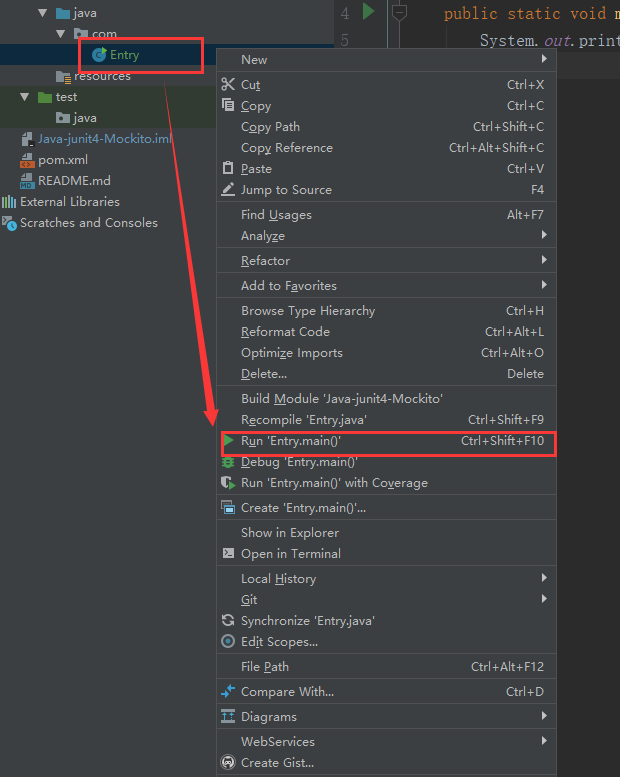 java
com
Entry
resources
test
java
Java-junit4-Mockito.iml
pom.xml
README.md
External Libraries
Scratches and Consoles
4 public static void m
5 System.out.print
New
Cut Ctrl+X
Copy Ctrl+C
Copy Path Ctrl+Shift+C
Copy Reference Ctrl+Alt+Shift+C
Paste Ctrl+V
Jump to Source F4
Find Usages Alt+F7
Analyze
Refactor
Add to Favorites
Browse Type Hierarchy Ctrl+H
Reformat Code Ctrl+Alt+L
Optimize Imports Ctrl+Alt+O
Delete... Delete
Build Module 'Java-junit4-Mockito'
Recompile 'Entry.java' Ctrl+Shift+F9
Run 'Entry.main()' Ctrl+Shift+F10
Debug 'Entry.main()'
Run 'Entry.main()' with Coverage
Create 'Entry.main()'...
Show in Explorer
Open in Terminal
Local History
Git
Synchronize 'Entry.java'
Edit Scopes...
File Path Ctrl+Alt+F12
Compare With... Ctrl+D
Diagrams
WebServices
Create Gist...